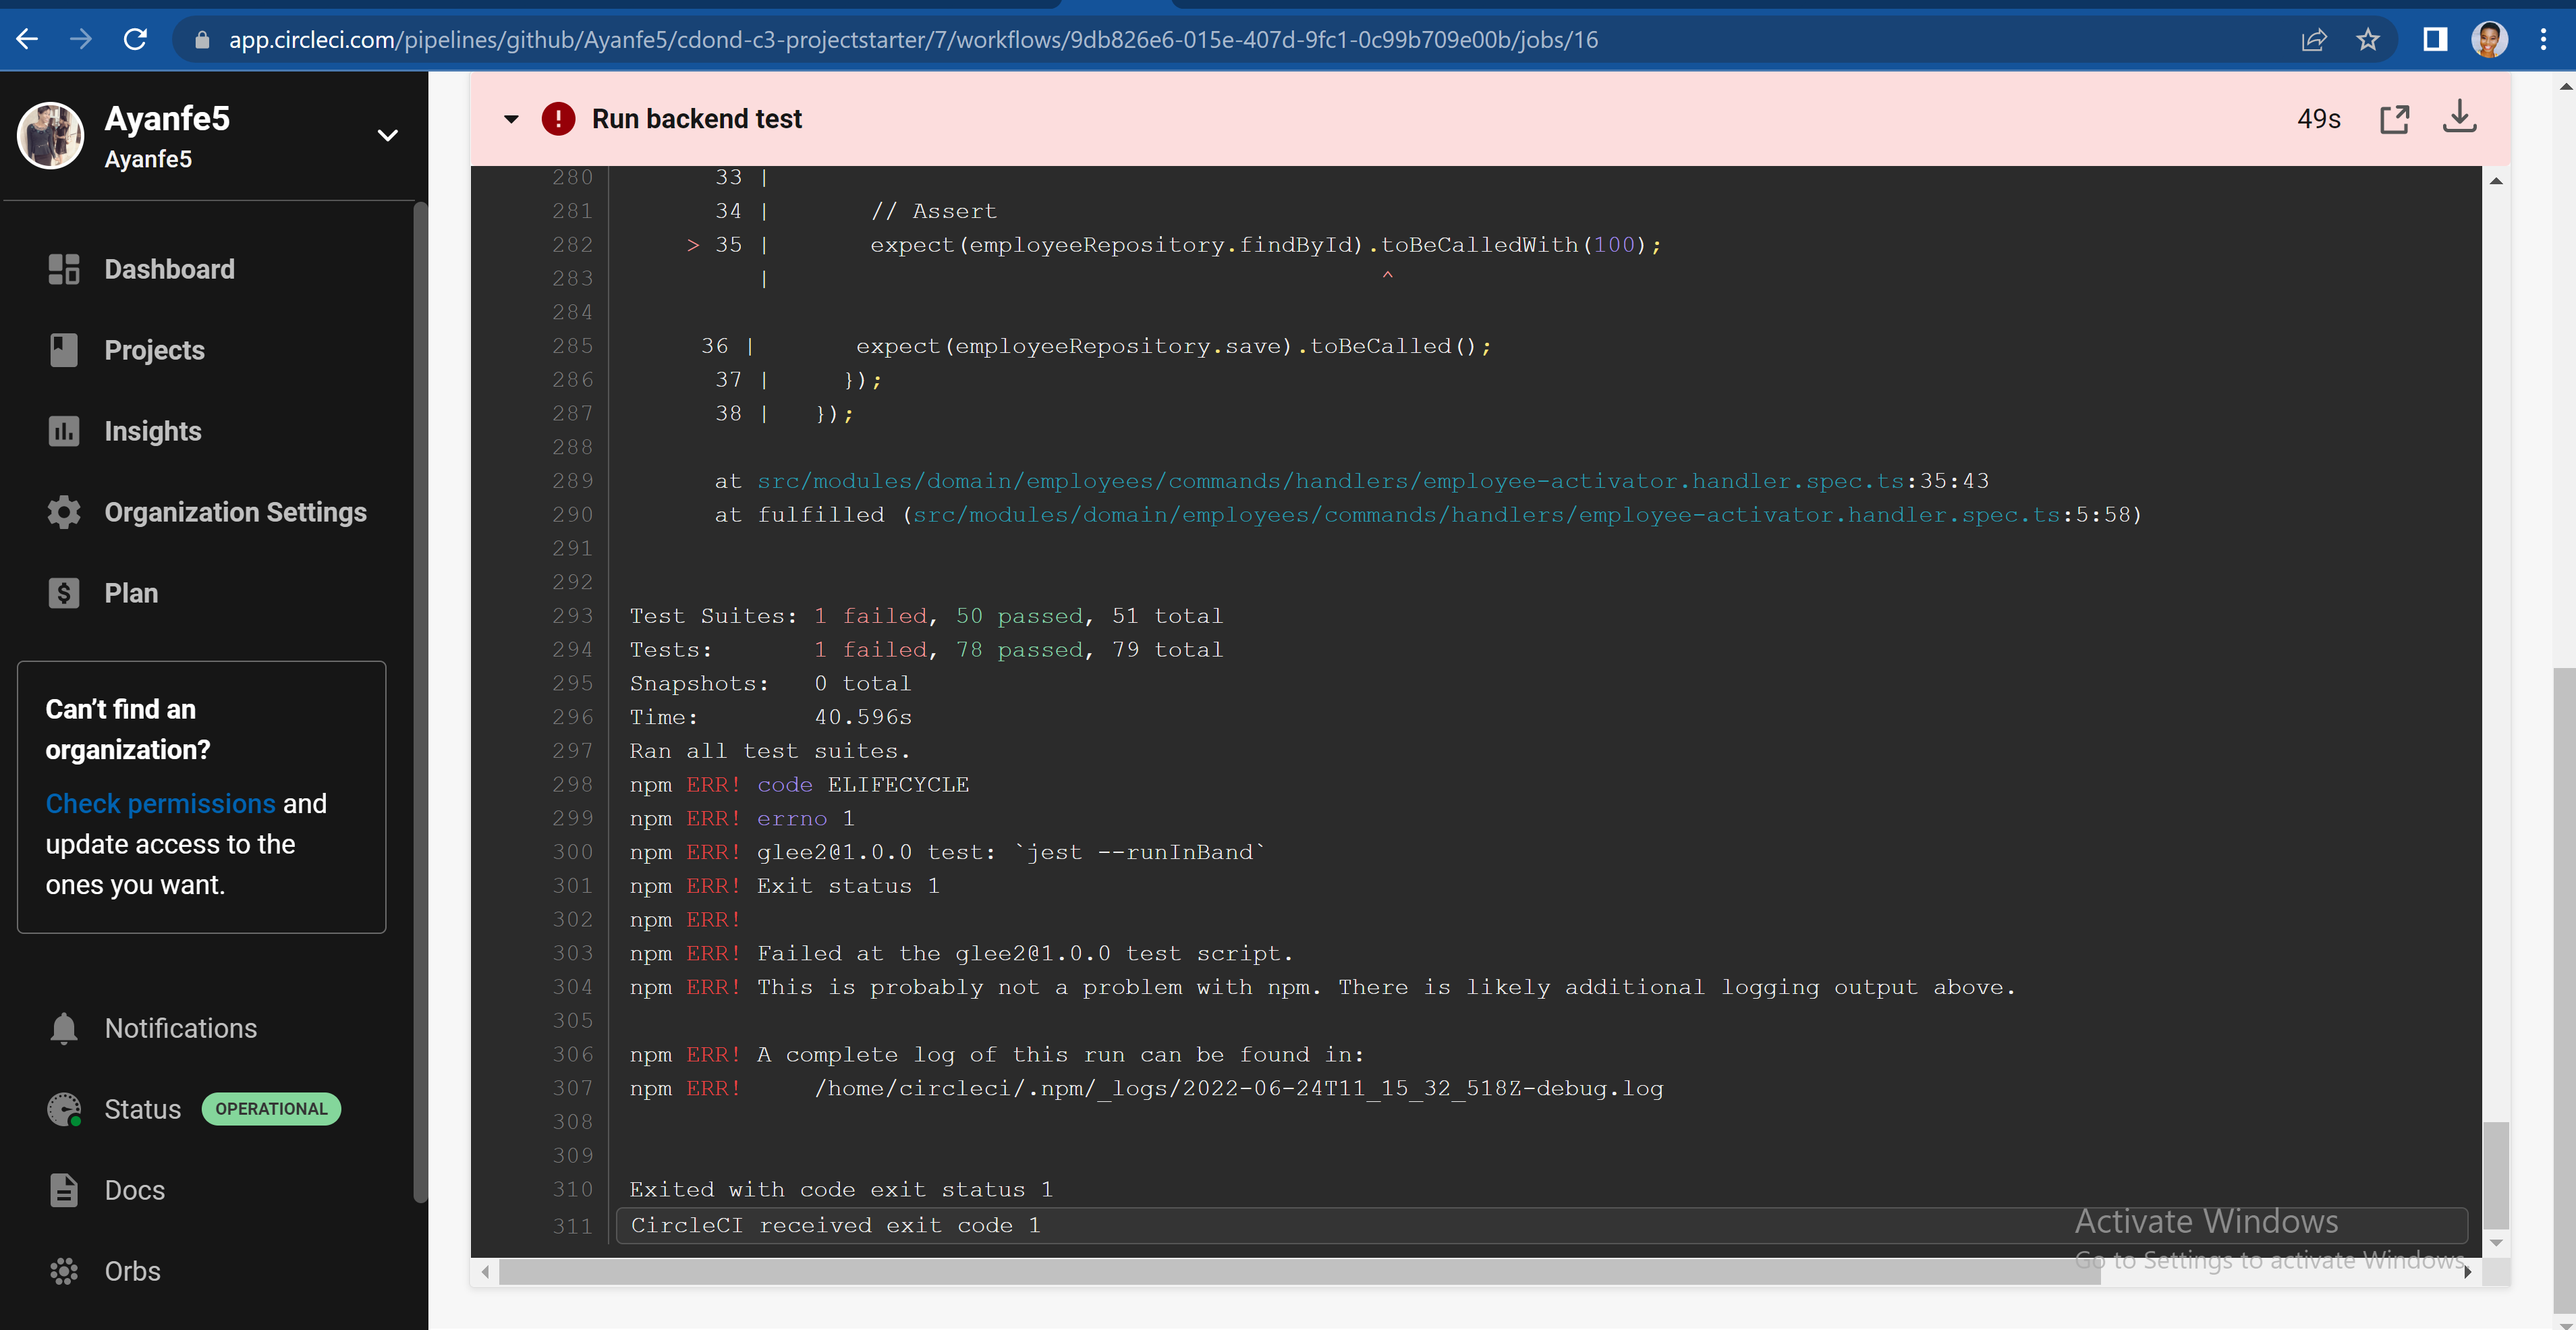 app.circleci.com/pipelines/github/Ayanfe5/cdond-c3-projectstarter/7/workflows/9db826e6-015e-407d-9fc1-0c99b709e00b/jobs/16
Ayanfe5
Ayanfe5
Dashboard
Projects
Insights
Organization Settings
Plan
Can't find an
organization?
Check permissions and
update access to the
ones you want.
Notifications
Status OPERATIONAL
Docs
Orbs
Run backend test 49s
280 33 |
281 34 | // Assert
282 > 35 | expect(employeeRepository.findById).toBeCalledWith(100);
283 | ^
284
285 36 | expect(employeeRepository.save).toBeCalled();
286 37 | });
287 38 | });
288
289 at src/modules/domain/employees/commands/handlers/employee-activator.handler.spec.ts:35:43
290 at fulfilled (src/modules/domain/employees/commands/handlers/employee-activator.handler.spec.ts:5:58)
291
292
293 Test Suites: 1 failed, 50 passed, 51 total
294 Tests: 1 failed, 78 passed, 79 total
295 Snapshots: 0 total
296 Time: 40.596s
297 Ran all test suites.
298 npm ERR! code ELIFECYCLE
299 npm ERR! errno 1
300 npm ERR! glee2@1.0.0 test: `jest --runInBand`
301 npm ERR! Exit status 1
302 npm ERR!
303 npm ERR! Failed at the glee2@1.0.0 test script.
304 npm ERR! This is probably not a problem with npm. There is likely additional logging output above.
305
306 npm ERR! A complete log of this run can be found in:
307 npm ERR! /home/circleci/.npm/_logs/2022-06-24T11_15_32_518Z-debug.log
308
309
310 Exited with code exit status 1
311 CircleCI received exit code 1
Activate Windows
Go to Settings to activate Windows.